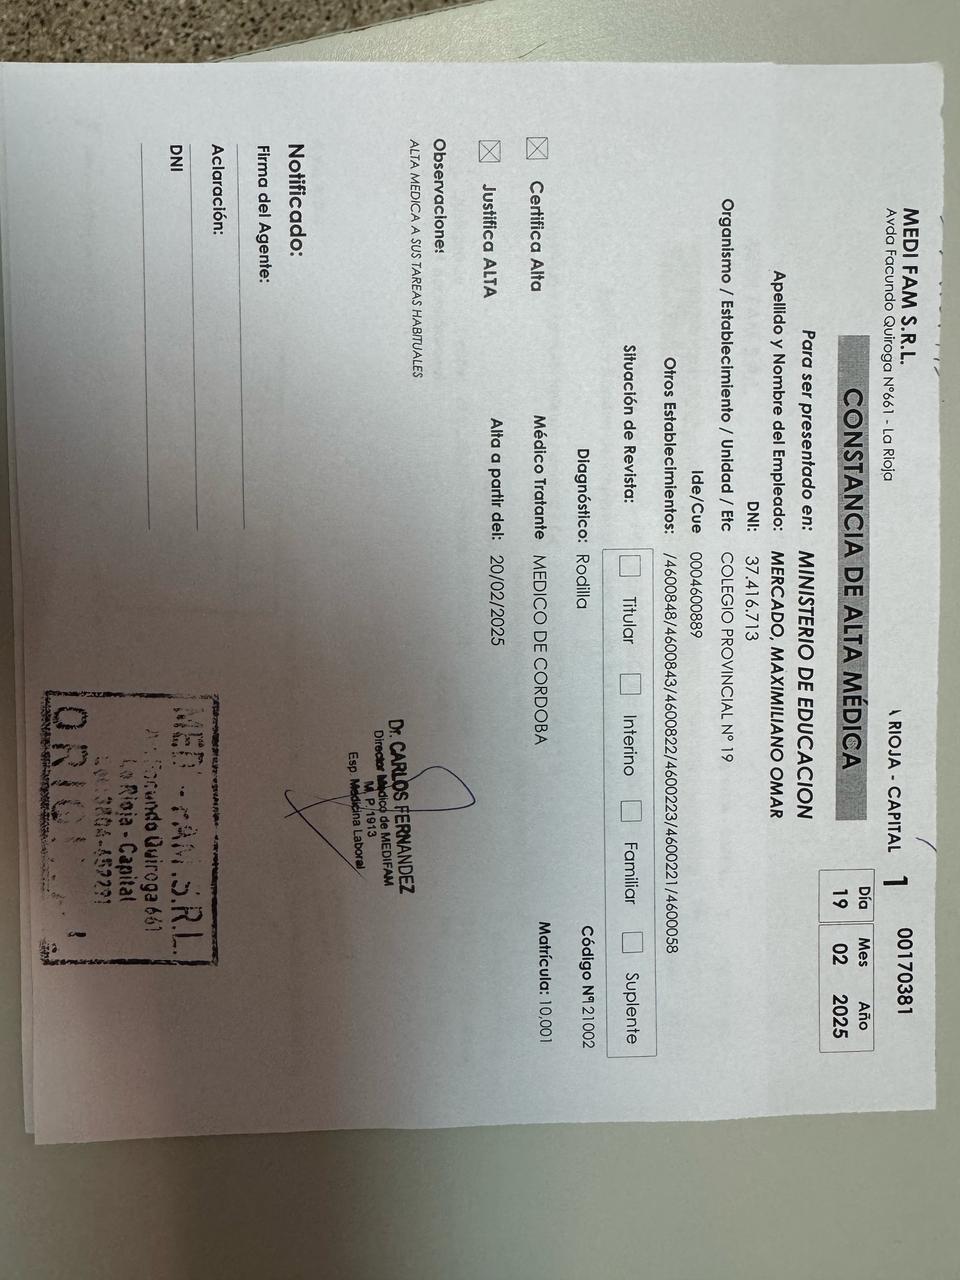 MEDI FAM S.R.L.
Avda Facundo Quiroga Nº661 - La Rioja
RIOJA - CAPITAL 1 00170381
CONSTANCIA DE ALTA MÉDICA
Día Mes Año
19 02 2025
Para ser presentado en: MINISTERIO DE EDUCACION
Apellido y Nombre del Empleado: MERCADO, MAXIMILIANO OMAR
DNI: 37.416.713
Organismo / Establecimiento / Unidad / Etc COLEGIO PROVINCIAL Nº 19
Ide/Cue 0004600889
Otros Establecimientos: /4600848/4600843/4600822/4600223/4600221/4600058
Situación de Revista: Titular Interino Familiar Suplente
Diagnóstico: Rodilla Código Nº 21002
Certifica Alta Médico Tratante MEDICO DE CORDOBA Matrícula: 10,001
Justifica ALTA Alta a partir del: 20/02/2025
Observacione:
ALTA MEDICA A SUS TAREAS HABITUALES
Dr. CARLOS FERNANDEZ
Director Médico de MEDIFAM
M. P. 1913
Esp. Medicina Laboral
Notificado:
Firma del Agente:
Aclaración:
DNI
S.R.L.
Facundo Quiroga 661
La Rioja - Capital